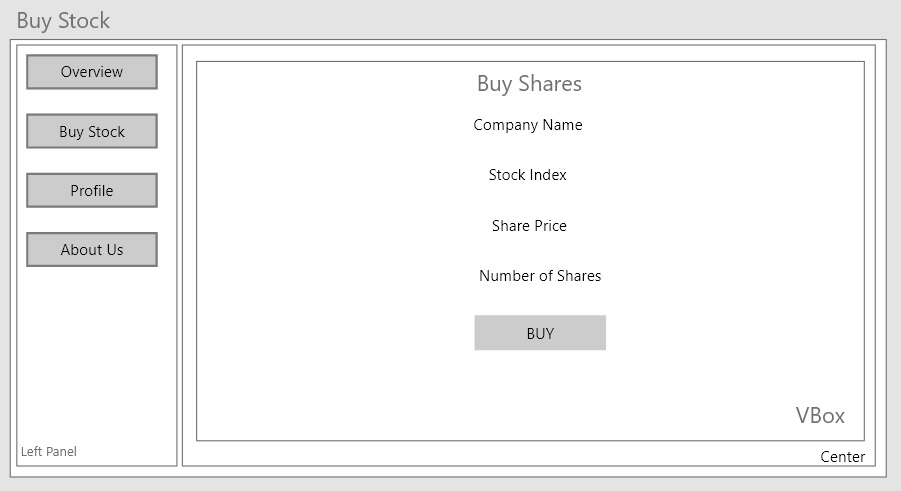 Buy Stock
Overview
Buy Stock
Profile
About Us
Left Panel
Buy Shares
Company Name
Stock Index
Share Price
Number of Shares
BUY
VBox
Center